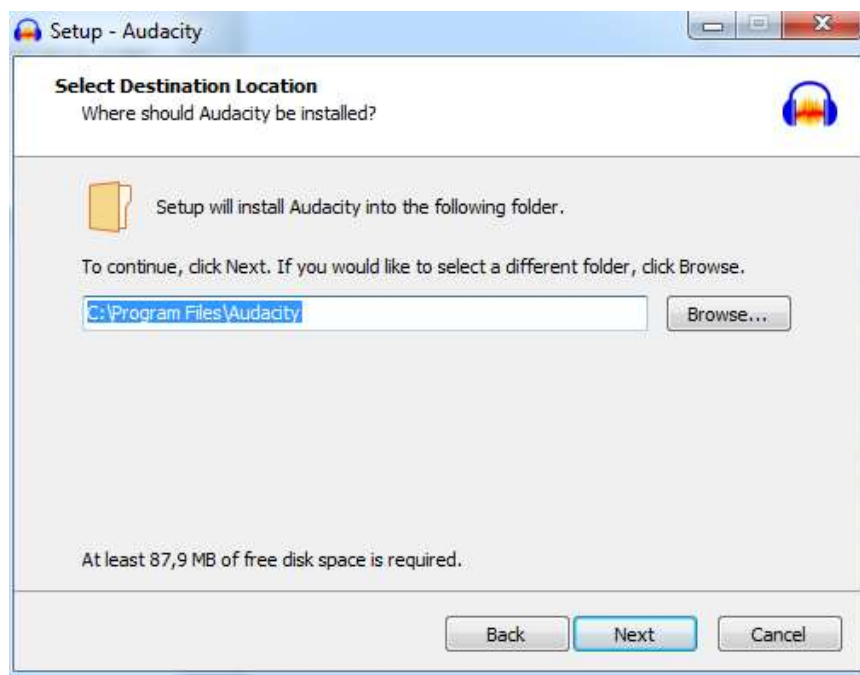 Setup - Audacity
Select Destination Location
Where should Audacity be installed?
Setup will install Audacity into the following folder.
To continue, click Next. If you would like to select a different folder, click Browse.
C:\Program Files\Audacity
Browse...
At least 87,9 MB of free disk space is required.
Back
Next
Cancel